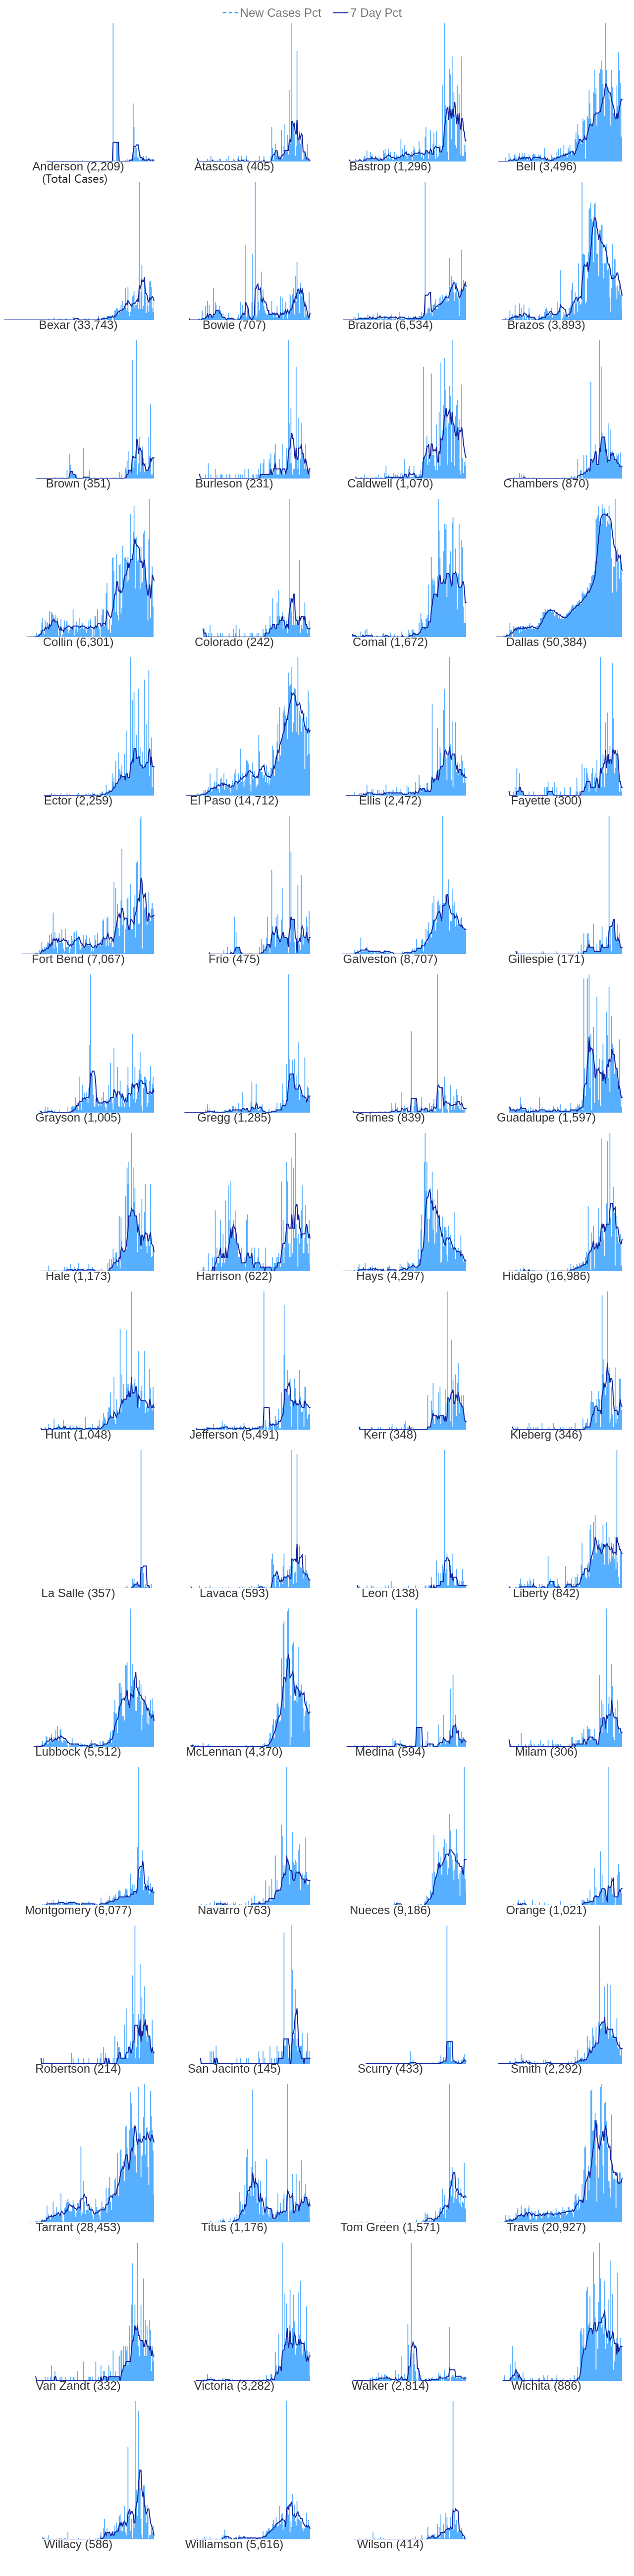 New Cases Pct 7 Day Pct
Anderson (2,209) Atascosa (405) Bastrop (1,296) Bell (3,496)
(Total Cases)
Bexar (33,743) Bowie (707) Brazoria (6,534) Brazos (3,893)
Brown (351) Burleson (231) Caldwell (1,070) Chambers (870)
Collin (6,301) Colorado (242) Comal (1,672) Dallas (50,384)
Ector (2,259) El Paso (14,712) Ellis (2,472) Fayette (300)
Fort Bend (7,067) Frio (475) Galveston (8,707) Gillespie (171)
Grayson (1,005) Gregg (1,285) Grimes (839) Guadalupe (1,597)
Hale (1,173) Harrison (622) Hays (4,297) Hidalgo (16,986)
Hunt (1,048) Jefferson (5,491) Kerr (348) Kleberg (346)
La Salle (357) Lavaca (593) Leon (138) Liberty (842)
Lubbock (5,512) McLennan (4,370) Medina (594) Milam (306)
Montgomery (6,077) Navarro (763) Nueces (9,186) Orange (1,021)
Robertson (214) San Jacinto (145) Scurry (433) Smith (2,292)
Tarrant (28,453) Titus (1,176) Tom Green (1,571) Travis (20,927)
Van Zandt (332) Victoria (3,282) Walker (2,814) Wichita (886)
Willacy (586) Williamson (5,616) Wilson (414)